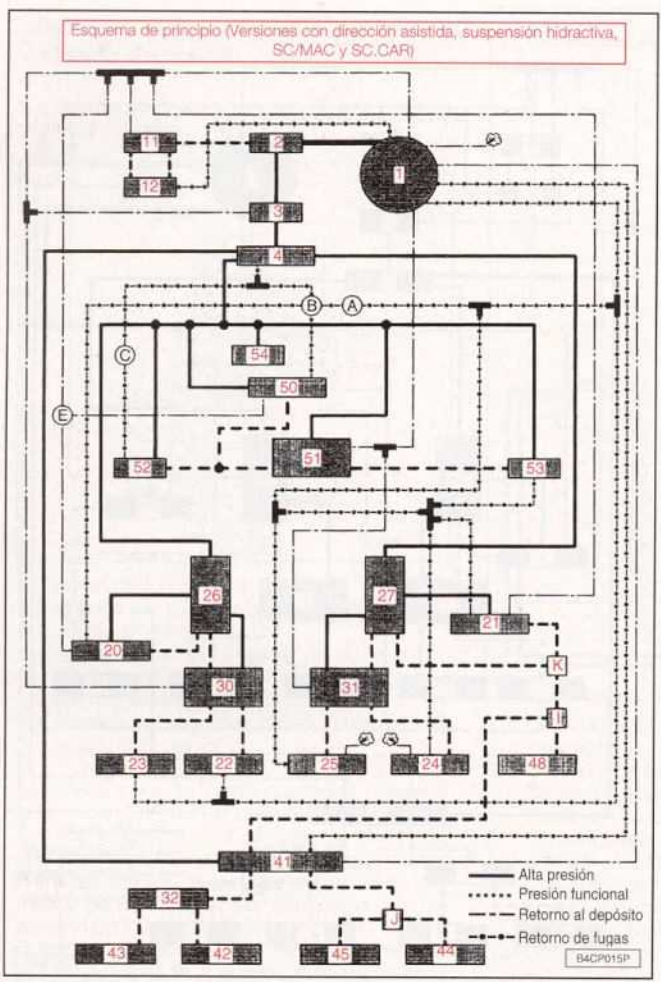 Esquema de principio (Versiones con dirección asistida, suspensión hidractiva,
SC/MAC y SC.CAR)
11
2
1
12
3
4
B
A
C
54
50
E
51
52
53
26
27
21
20
K
30
31
I
23
22
25
24
48
41
32
J
43
42
45
44
Alta presión
Presión funcional
Retorno al depósito
Retorno de fugas
B4CP015P